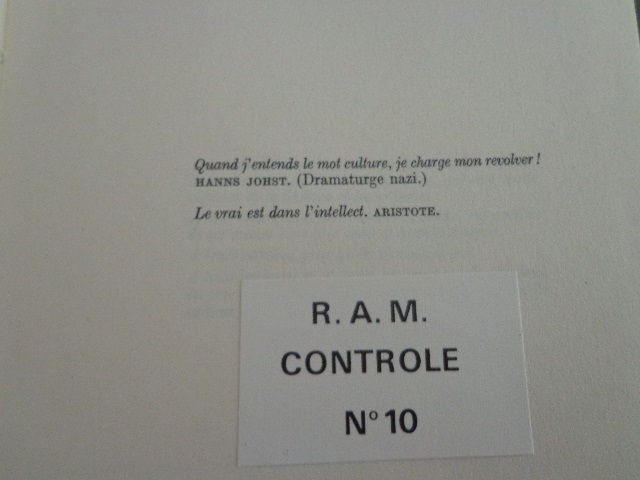 Quand j'entends le mot culture, je charge mon revolver !
HANNS JOHST. (Dramaturge nazi.)
Le vrai est dans l'intellect. ARISTOTE.
R. A. M.
CONTROLE
N° 10